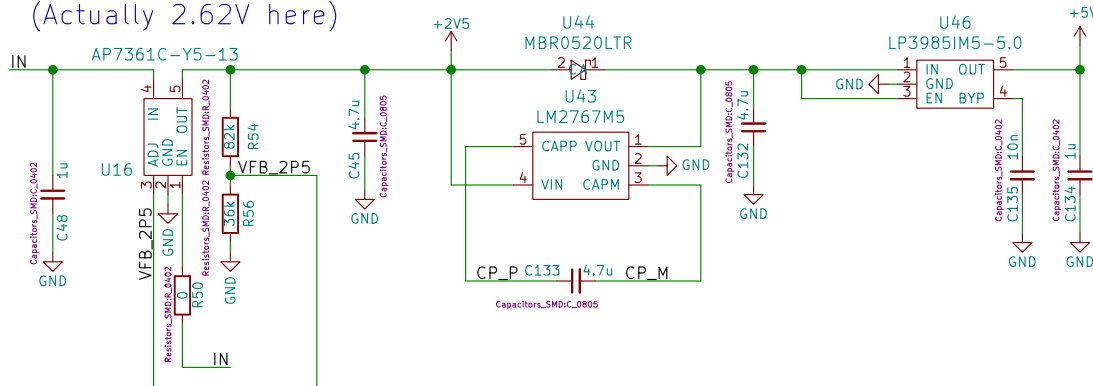 (Actually 2.62V here)
IN
AP7361C-Y5-13
4
5
IN
OUT
ADJ
GND
EN
U16
3
2
1
1u
C48
Capacitors_SMD:C_0402
GND
VFB_2P5
GND
Resistors_SMD:R_0402
82k
R54
VFB_2P5
Resistors_SMD:R_0402
36k
R56
GND
Resistors_SMD:R_0402
0
R50
IN
4.7u
C45
Capacitors_SMD:C_0805
GND
+2V5
U44
MBR0520LTR
2
1
U43
LM2767M5
5
CAPP
VOUT
1
GND
2
GND
4
VIN
CAPM
3
CP_P
C133
4.7u
CP_M
Capacitors_SMD:C_0805
4.7u
C132
Capacitors_SMD:C_0805
GND
U46
LP3985IM5-5.0
1
IN
OUT
5
GND
2
GND
3
EN
BYP
4
+5V
Capacitors_SMD:C_0402
10n
C135
GND
Capacitors_SMD:C_0402
1u
C134
GND